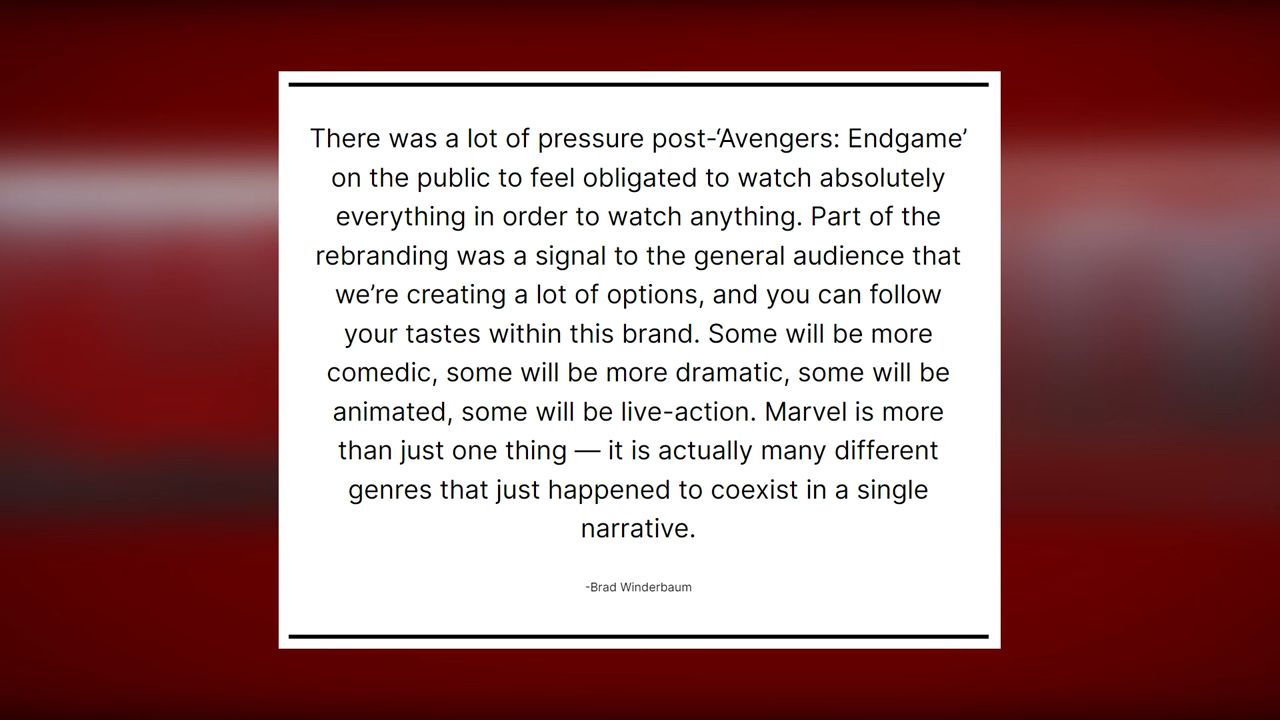 There was a lot of pressure post-‘Avengers: Endgame’
on the public to feel obligated to watch absolutely
everything in order to watch anything. Part of the
rebranding was a signal to the general audience that
we’re creating a lot of options, and you can follow
your tastes within this brand. Some will be more
comedic, some will be more dramatic, some will be
animated, some will be live-action. Marvel is more
than just one thing — it is actually many different
genres that just happened to coexist in a single
narrative.
-Brad Winderbaum